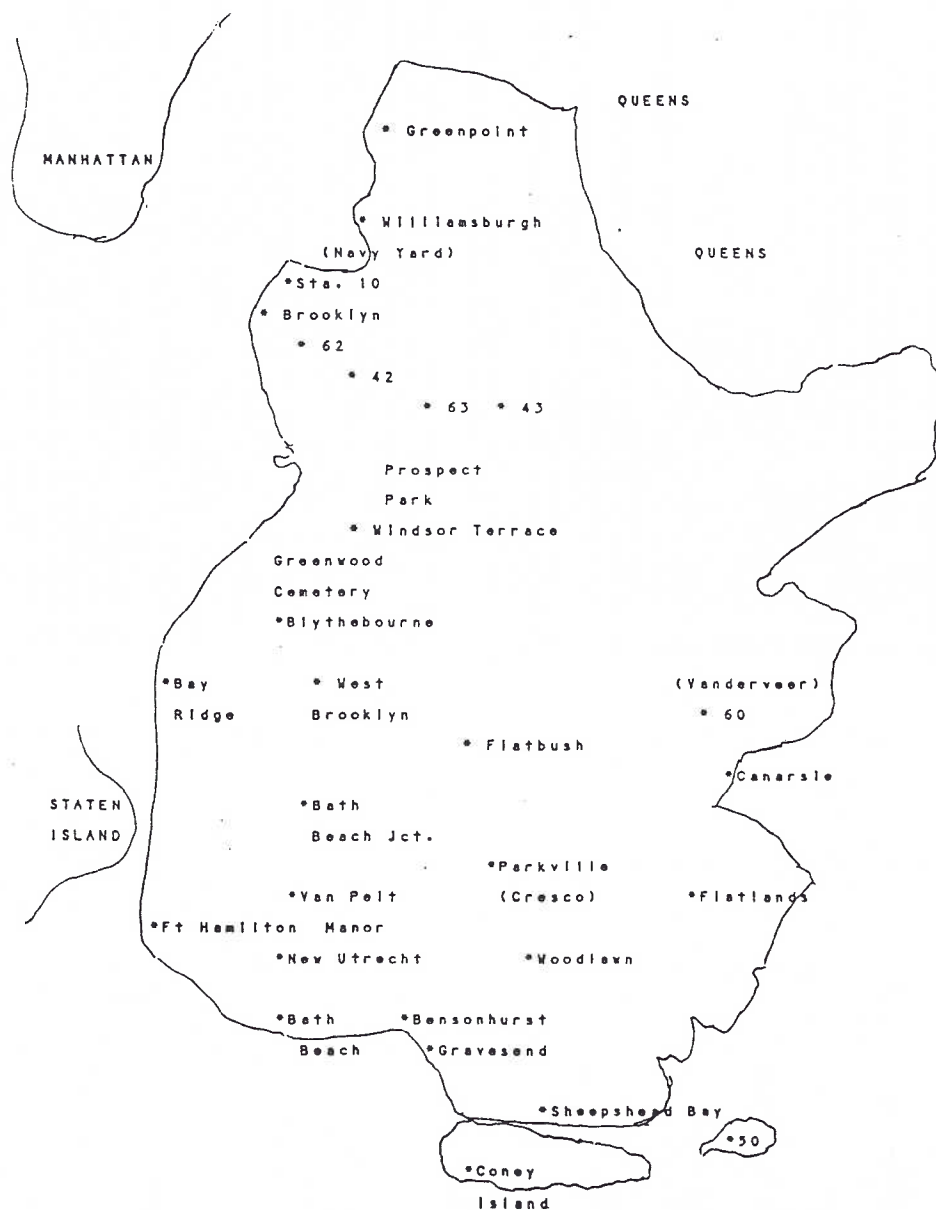 QUEENS
* Greenpoint
MANHATTAN
* Williamsburgh
(Navy Yard)
QUEENS
*Sta. 10
* Brooklyn
* 62
* 42
* 63 * 43
Prospect
Park
* Windsor Terrace
Greenwood
Cemetery
*Blythebourne
*Bay
Ridge
* West
Brooklyn
(Vanderveer)
* 60
* Flatbush
*Canarsie
STATEN
ISLAND
*Bath
Beach Jct.
*Parkville
(Cresco)
*Van Pelt
Manor
*Flatlands
*Ft Hamilton
*New Utrecht
*Woodlawn
*Bath
Beach
*Bensonhurst
*Gravesend
*Sheepshead Bay
*50
*Coney
Island